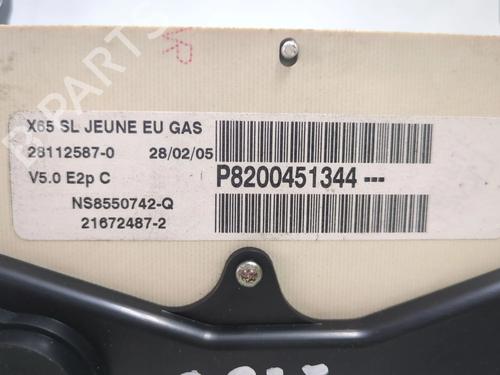 B PARTS
X65 SL JEUNE EU GAS
28112587-0 28/02/05
V5.0 E2p C
P8200451344 ---
NS8550742-Q
21672487-2